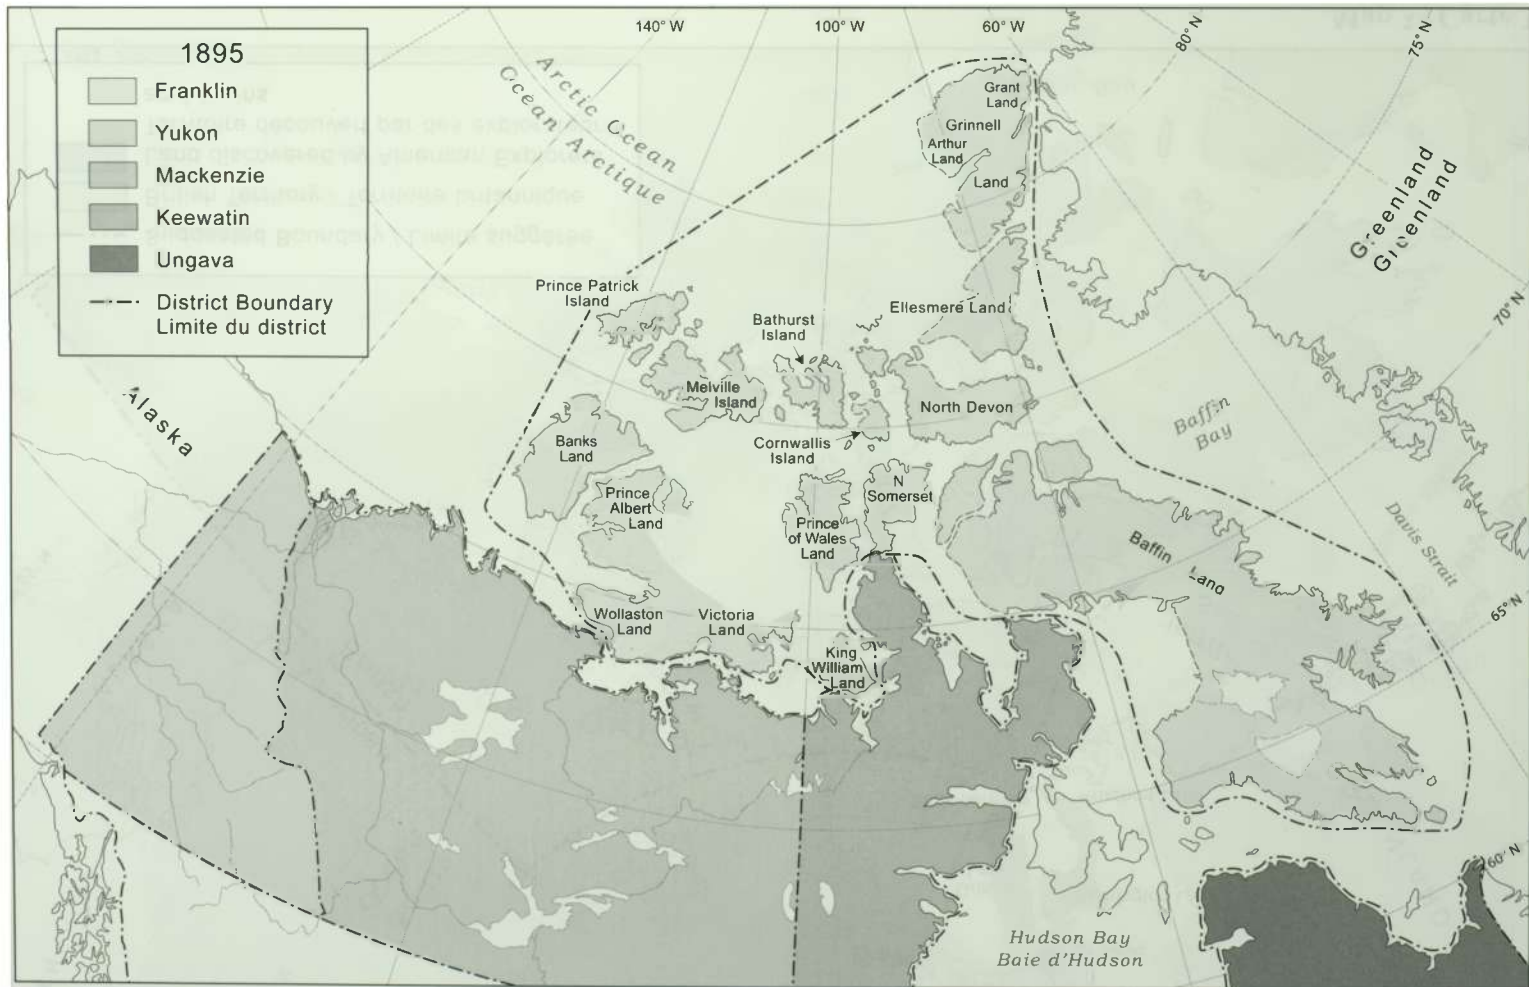 1895
Franklin
Yukon
Mackenzie
Keewatin
Ungava
District Boundary
Limite du district
140° W
100° W
60° W
80° N
75° N
70° N
65° N
60° N
Arctic Ocean
Océan Arctique
Grant
Land
Grinnell
Arthur
Land
Land
Greenland
Groenland
Prince Patrick
Island
Bathurst
Island
Ellesmere Land
Melville
Island
North Devon
Cornwallis
Island
Alaska
Banks
Land
Prince
Albert
Land
N
Somerset
Prince
of Wales
Land
Baffin
Bay
Davis Strait
Baffin Land
Wollaston
Land
Victoria
Land
King
William
Land
Hudson Bay
Baie d'Hudson